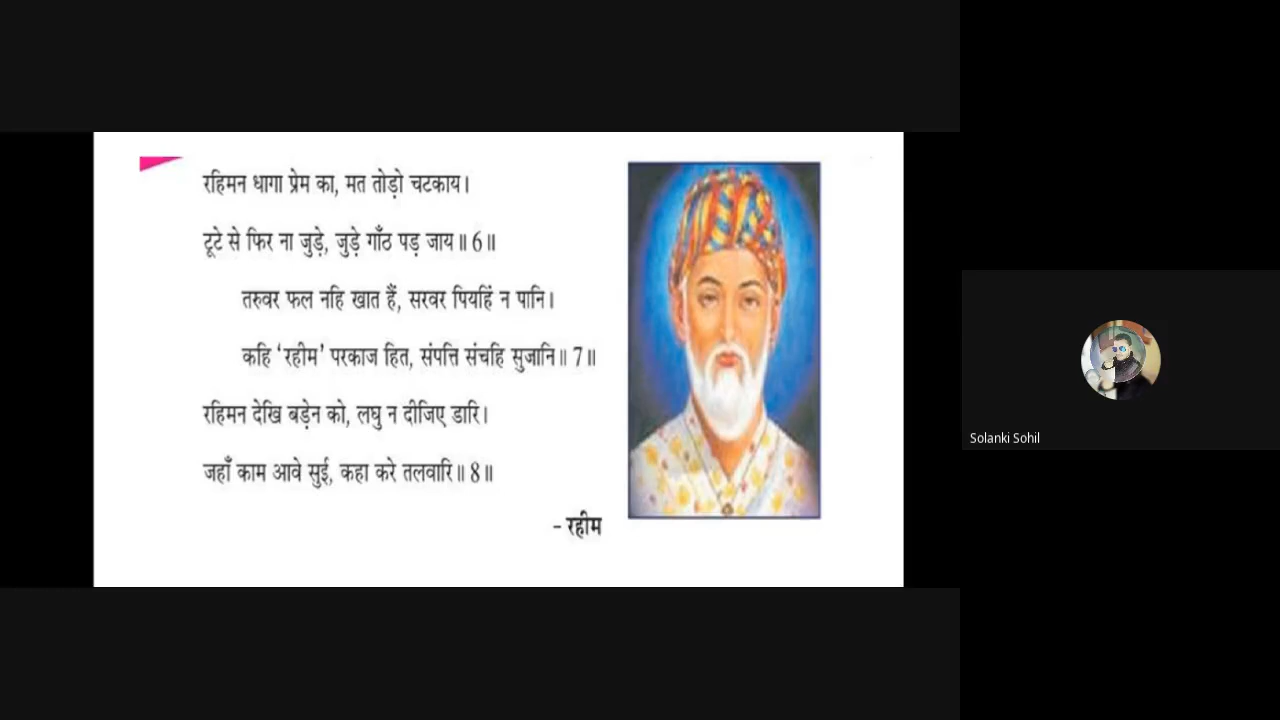 रहिमन धागा प्रेम का, मत तोड़ो चटकाय।
टूटे से फिर ना जुड़े, जुड़े गाँठ पड़ जाय॥ 6॥
तरुवर फल नहि खात हैं, सरवर पियहिं न पानि।
कहि ‘रहीम’ परकाज हित, संपत्ति संचहि सुजानि॥ 7॥
रहिमन देखि बड़ेन को, लघु न दीजिए डारि।
जहाँ काम आवे सुई, कहा करे तलवारि॥ 8॥
– रहीम
Solanki Sohil